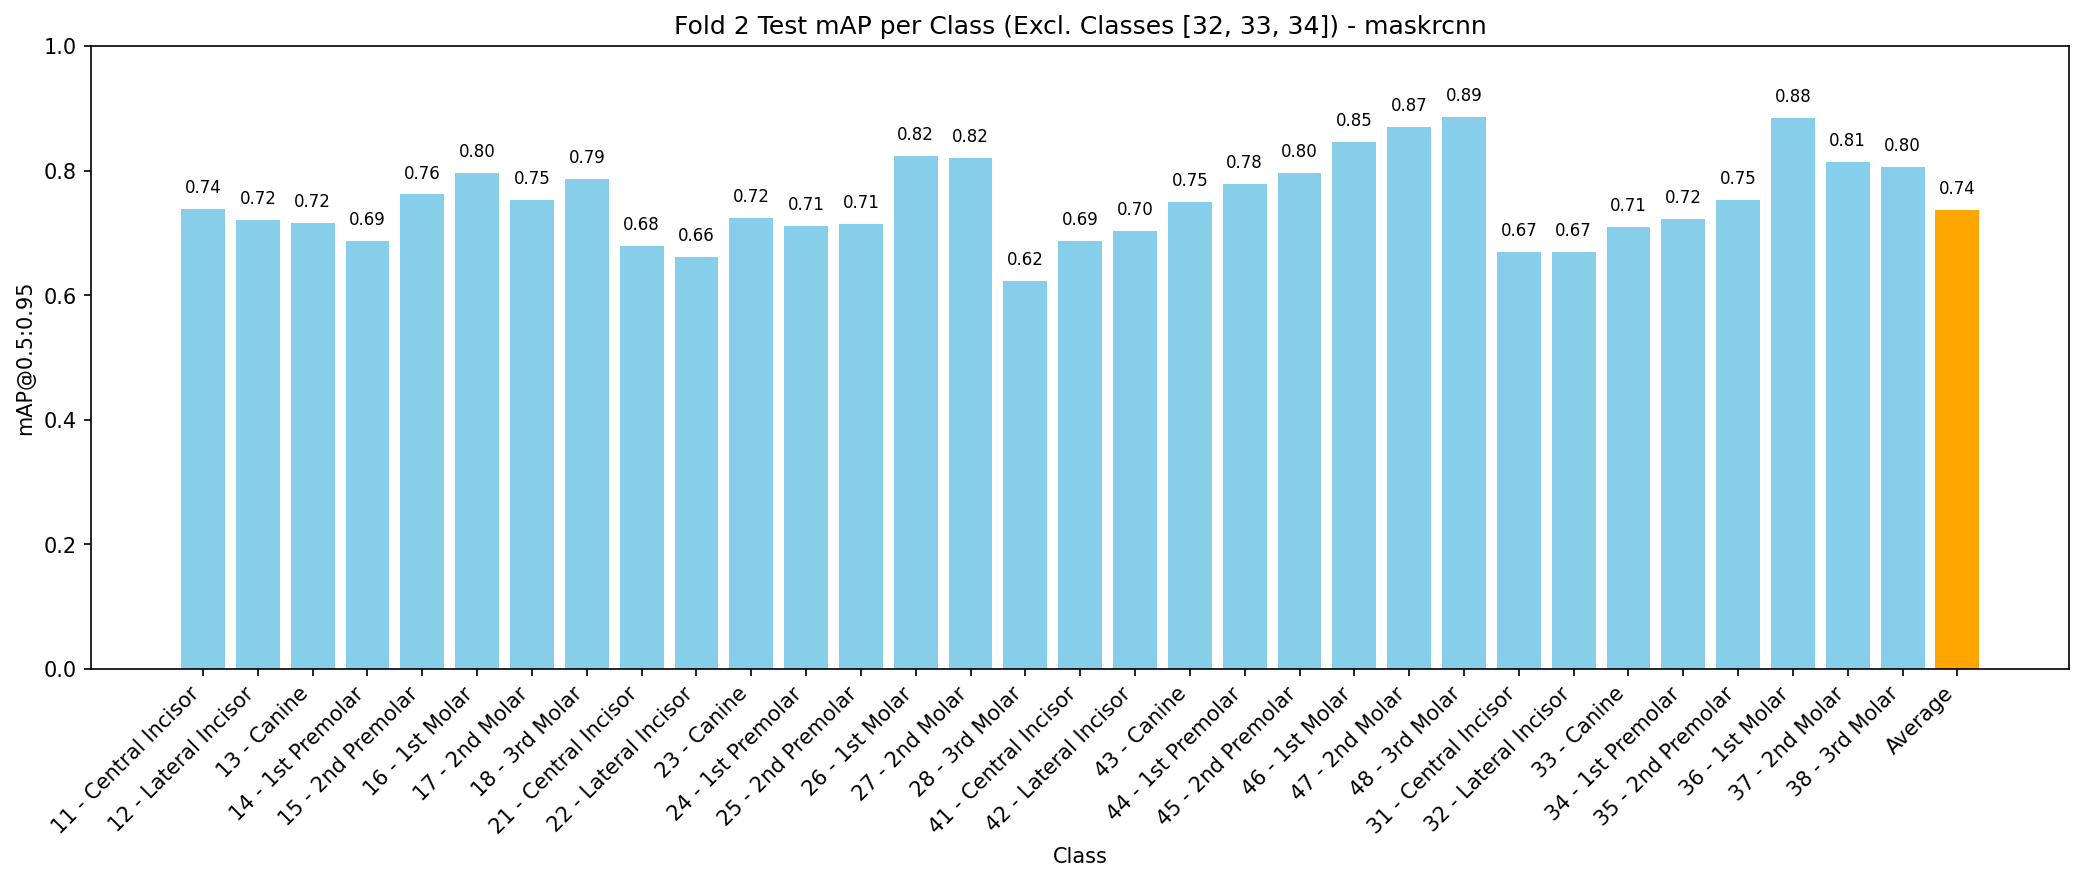 Fold 2 Test mAP per Class (Excl. Classes [32, 33, 34]) - maskrcnn
mAP@0.5:0.95
1.0
0.8
0.6
0.4
0.2
0.0
0.74
0.72
0.72
0.69
0.76
0.80
0.75
0.79
0.68
0.66
0.72
0.71
0.71
0.82
0.82
0.62
0.69
0.70
0.75
0.78
0.80
0.85
0.87
0.89
0.67
0.67
0.71
0.72
0.75
0.88
0.81
0.80
0.74
11 - Central Incisor
12 - Lateral Incisor
13 - Canine
14 - 1st Premolar
15 - 2nd Premolar
16 - 1st Molar
17 - 2nd Molar
18 - 3rd Molar
21 - Central Incisor
22 - Lateral Incisor
23 - Canine
24 - 1st Premolar
25 - 2nd Premolar
26 - 1st Molar
27 - 2nd Molar
28 - 3rd Molar
41 - Central Incisor
42 - Lateral Incisor
43 - Canine
44 - 1st Premolar
45 - 2nd Premolar
46 - 1st Molar
47 - 2nd Molar
48 - 3rd Molar
31 - Central Incisor
32 - Lateral Incisor
33 - Canine
34 - 1st Premolar
35 - 2nd Premolar
36 - 1st Molar
37 - 2nd Molar
38 - 3rd Molar
Average
Class